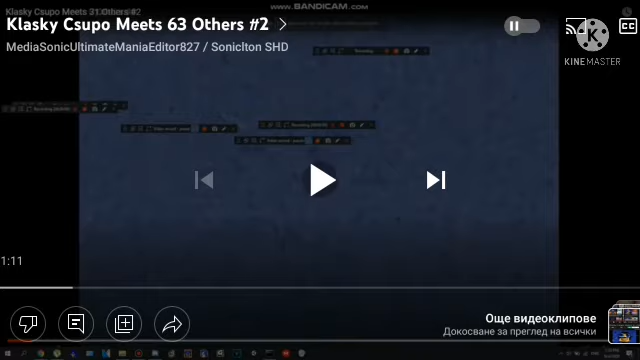 www.BANDICAM.com
Klasky Csupo Meets 31 Others #2
Klasky Csupo Meets 63 Others #2
MediaSonicUltimateManiaEditor827 / SonicIton SHD
CC
K
KINEMASTER
1:11
Още видеоклипове
Докосване за преглед на всички